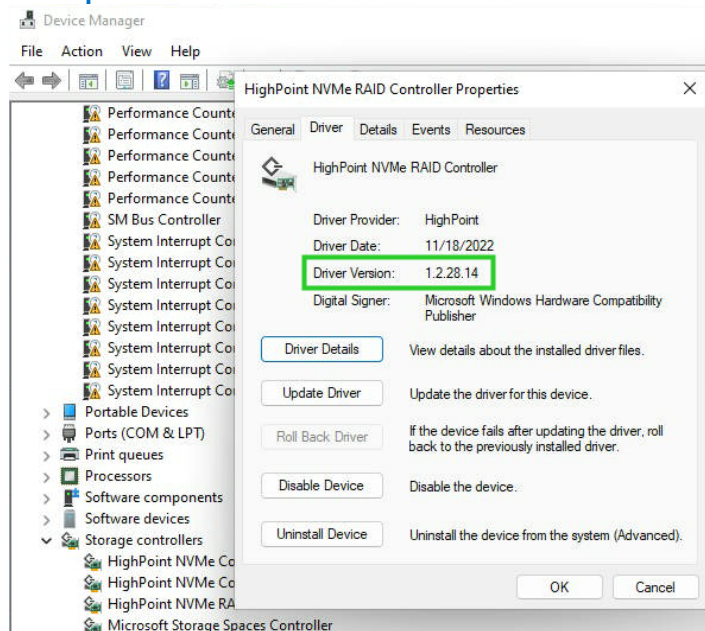 Device Manager
File Action View Help
Performance Counte
Performance Counte
Performance Counte
Performance Counte
Performance Counte
SM Bus Controller
System Interrupt Co
System Interrupt Co
System Interrupt Co
System Interrupt Co
System Interrupt Co
System Interrupt Co
System Interrupt Co
System Interrupt Co
Portable Devices
Ports (COM & LPT)
Print queues
Processors
Software components
Software devices
Storage controllers
HighPoint NVMe Co
HighPoint NVMe Co
HighPoint NVMe RA
Microsoft Storage Spaces Controller
HighPoint NVMe RAID Controller Properties
General Driver Details Events Resources
HighPoint NVMe RAID Controller
Driver Provider: HighPoint
Driver Date: 11/18/2022
Driver Version: 1.2.28.14
Digital Signer: Microsoft Windows Hardware Compatibility
Publisher
Driver Details View details about the installed driver files.
Update Driver Update the driver for this device.
Roll Back Driver If the device fails after updating the driver, roll
back to the previously installed driver.
Disable Device Disable the device.
Uninstall Device Uninstall the device from the system (Advanced).
OK Cancel